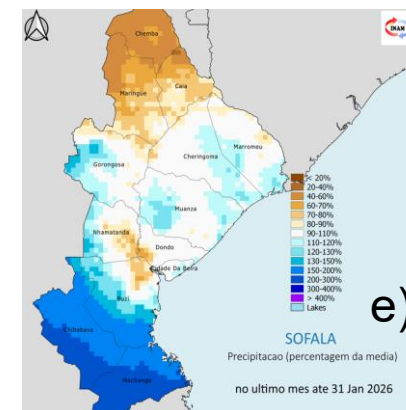 INAM
Chemba
Caia
Maringue
Marromeu
Cheringoma
Gorongosa
Muanza
Nhamatanda
Dondo
Cidade Da Beira
Buzi
Chibabava
Machanga
< 20%
20-40%
40-60%
60-70%
70-80%
80-90%
90-110%
110-120%
120-130%
130-150%
150-200%
200-300%
300-400%
> 400%
Lakes
e)
SOFALA
Precipitacao (percentagem da media)
no ultimo mes ate 31 Jan 2026